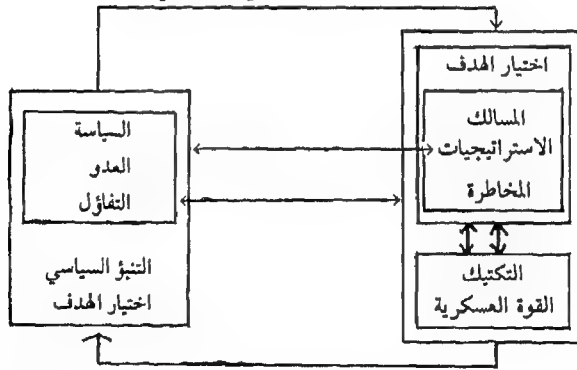 اختيار الهدف
المسالك
الاستراتيجيات
المخاطرة
التكتيك
القوة العسكرية
السياسة
العدو
التفاؤل
التنبؤ السياسي
اختيار الهدف